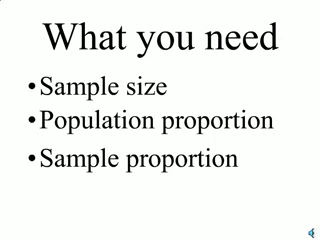 What you need
•Sample size
•Population proportion
•Sample proportion